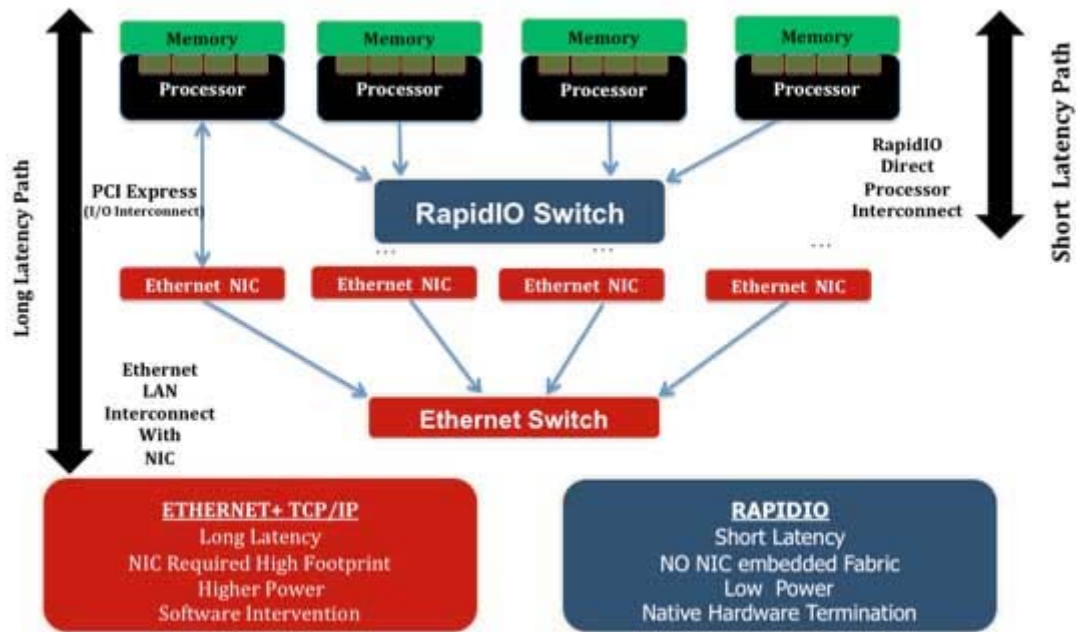 Memory
Memory
Memory
Memory
Processor
Processor
Processor
Processor
Long Latency Path
Short Latency Path
PCI Express
(I/O Interconnect)
RapidIO
Direct
Processor
Interconnect
RapidIO Switch
...
...
...
Ethernet NIC
Ethernet NIC
Ethernet NIC
Ethernet NIC
Ethernet
LAN
Interconnect
With
NIC
Ethernet Switch
ETHERNET+ TCP/IP
Long Latency
NIC Required High Footprint
Higher Power
Software Intervention
RAPIDIO
Short Latency
NO NIC embedded Fabric
Low Power
Native Hardware Termination